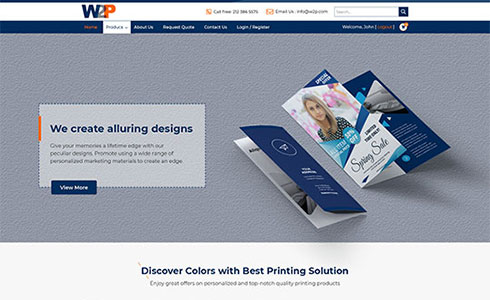 W2P
Call Free: 212 386 5575
Email Us : info@w2p.com
Home
Products
About Us
Request Quote
Contact Us
Login / Register
Welcome, John [ Logout ]
We create alluring designs
Give your memories a lifetime edge with our
peculiar designs. Promote using a wide range of
personalized marketing materials to create an edge.
View More
SPECIAL
OFFER
LIMITED
Spring Sale
Discover Colors with Best Printing Solution
Enjoy great offers on personalized and top-notch quality printing products